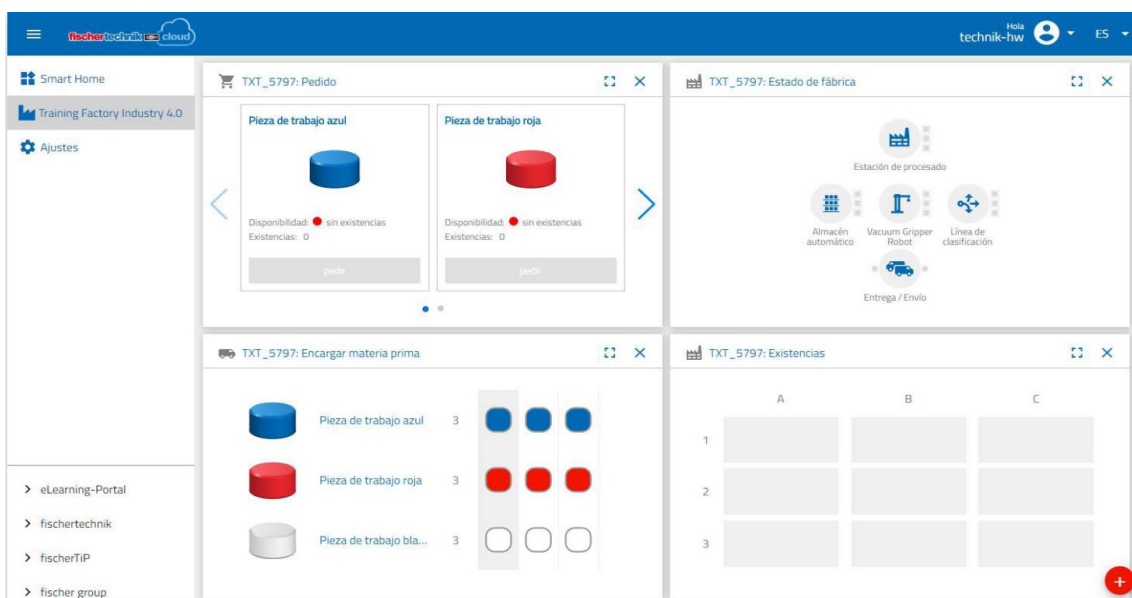 fischertechnik cloud
Hola
technik-hw
ES
Smart Home
Training Factory Industry 4.0
Ajustes
eLearning-Portal
fischertechnik
fischerTiP
fischer group
TXT_5797: Pedido
Pieza de trabajo azul
Disponibilidad: sin existencias
Existencias: 0
pedir
Pieza de trabajo roja
Disponibilidad: sin existencias
Existencias: 0
pedir
TXT_5797: Estado de fábrica
Estación de procesado
Almacén
automático
Vacuum Gripper
Robot
Línea de
clasificación
Entrega / Envío
TXT_5797: Encargar materia prima
Pieza de trabajo azul 3
Pieza de trabajo roja 3
Pieza de trabajo bla... 3
TXT_5797: Existencias
A B C
1
2
3